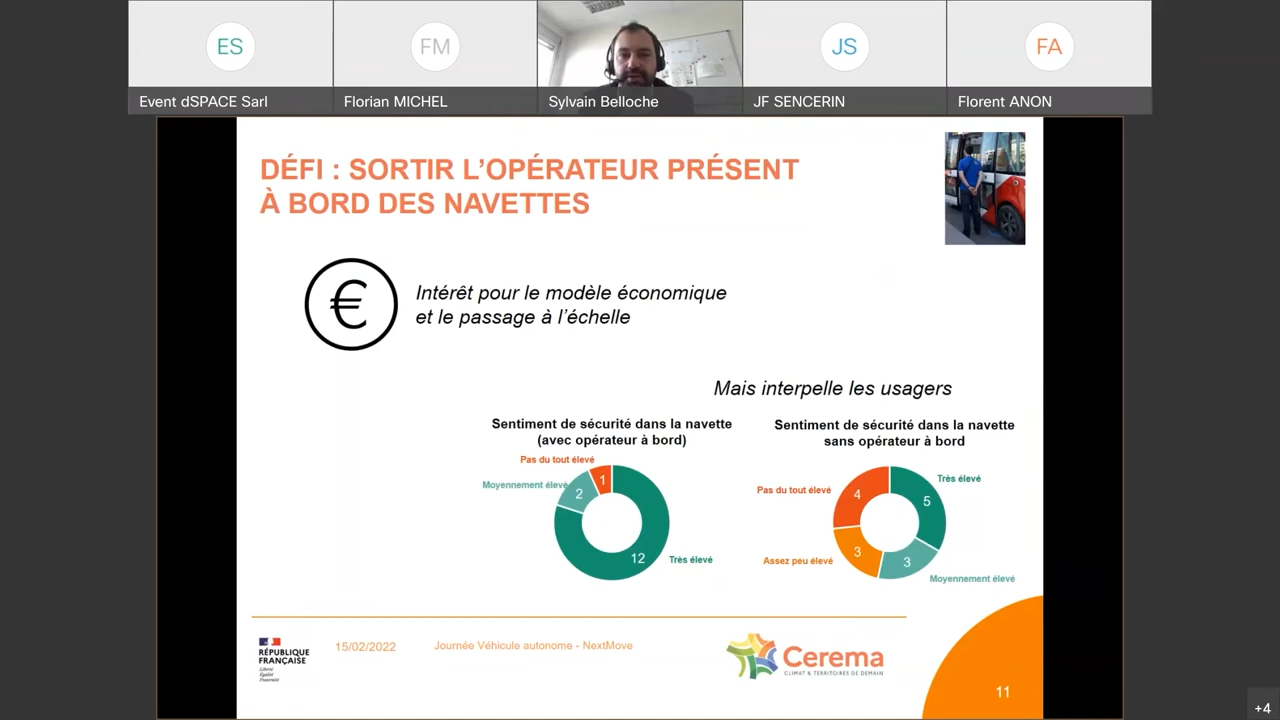 ES
FM
JS
FA
Event dSPACE Sarl
Florian MICHEL
Sylvain Belloche
JF SENCERIN
Florent ANON
DÉFI : SORTIR L'OPÉRATEUR PRÉSENT
À BORD DES NAVETTES
€
Intérêt pour le modèle économique
et le passage à l'échelle
Mais interpelle les usagers
Sentiment de sécurité dans la navette
(avec opérateur à bord)
Pas du tout élevé
Moyennement élevé
1
2
12
Très élevé
Sentiment de sécurité dans la navette
sans opérateur à bord
Pas du tout élevé
Très élevé
4
5
3
3
Assez peu élevé
Moyennement élevé
RÉPUBLIQUE
FRANÇAISE
Liberté
Égalité
Fraternité
15/02/2022
Journée Véhicule autonome - NextMove
Cerema
CLIMAT & TERRITOIRES DE DEMAIN
11
+4